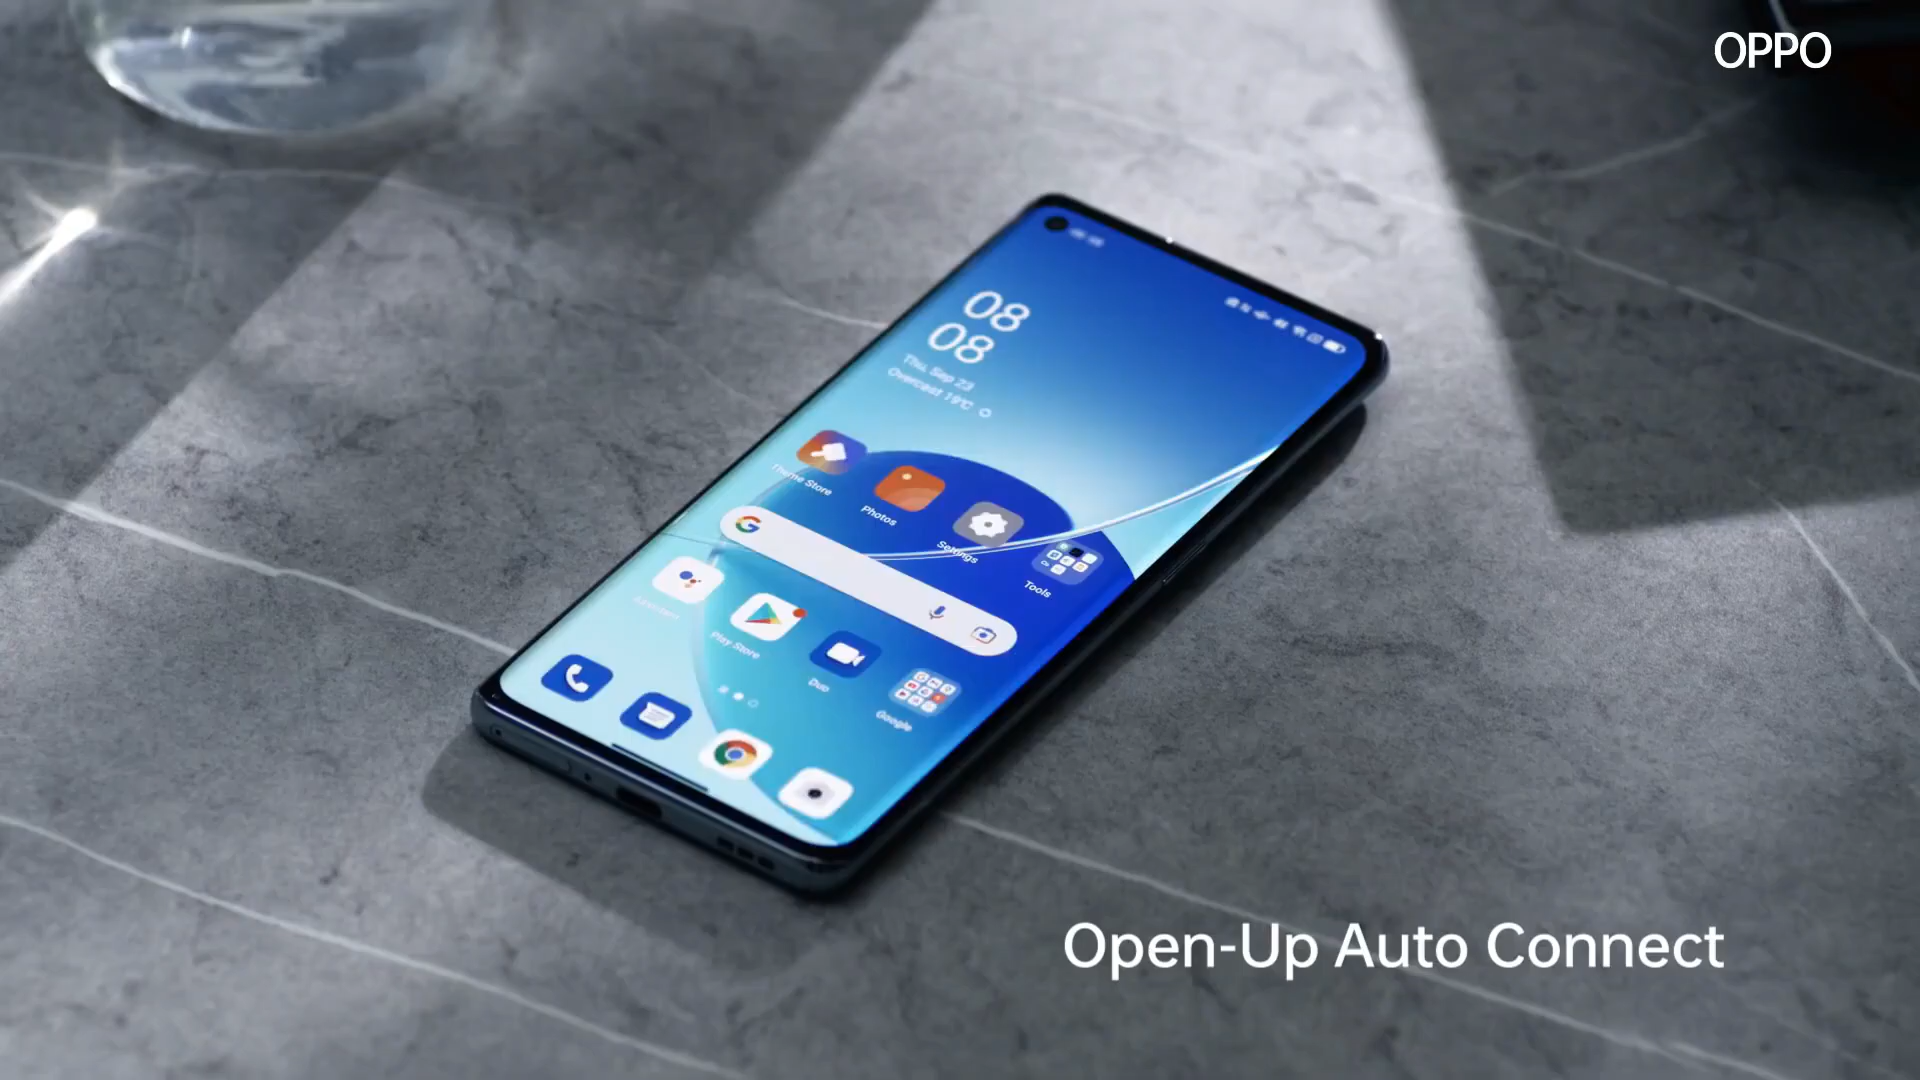 OPPO
08
08
Thu, Sep 23
Overcast 19°C
Theme Store
Photos
Settings
Tools
Play Store
Duo
Google
Open-Up Auto Connect